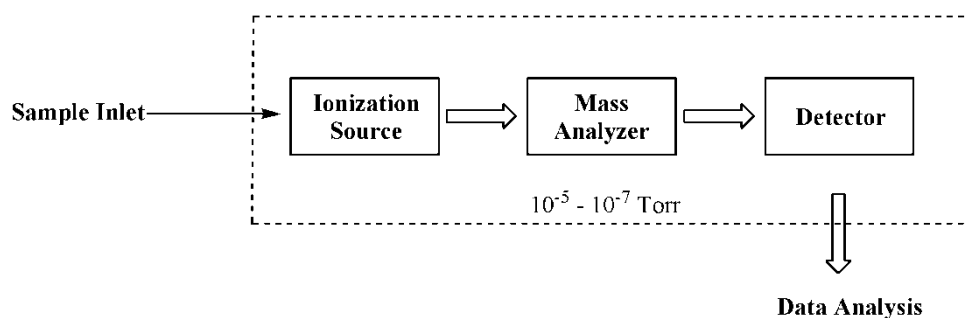 Sample Inlet
Ionization
Source
Mass
Analyzer
Detector
10⁻⁵ - 10⁻⁷ Torr
Data Analysis